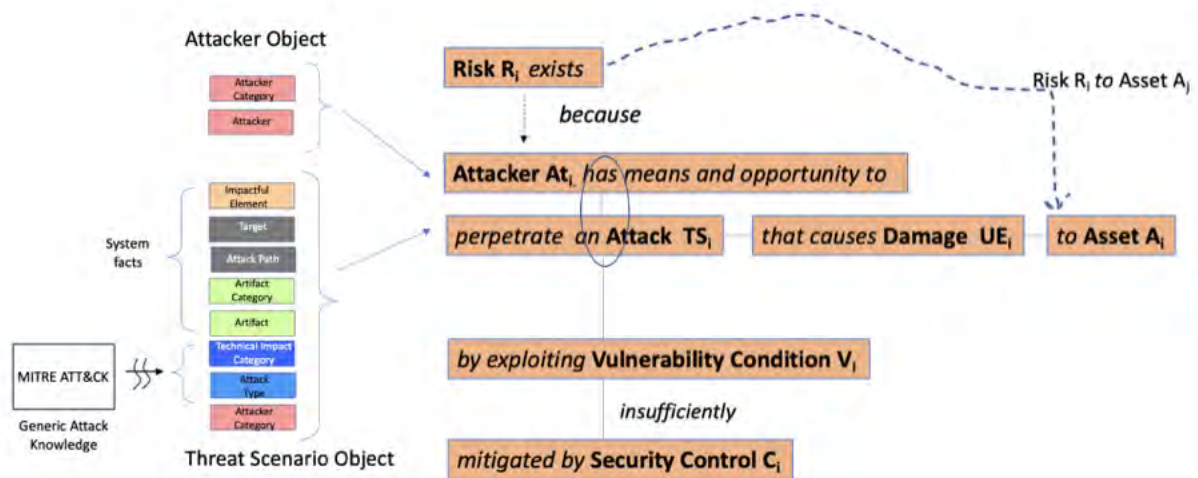 Attacker Object
Attacker
Category
Attacker
Impactful
Element
Target
Attack Path
Artifact
Category
Artifact
Technical Impact
Category
Attack
Type
Attacker
Category
Threat Scenario Object
System
facts
MITRE ATT&CK
Generic Attack
Knowledge
Risk Ri exists
because
Attacker Ati. has means and opportunity to
perpetrate an Attack TSi
that causes Damage UEi
to Asset Ai
by exploiting Vulnerability Condition Vi
insufficiently
mitigated by Security Control Ci
Risk Ri to Asset Aj